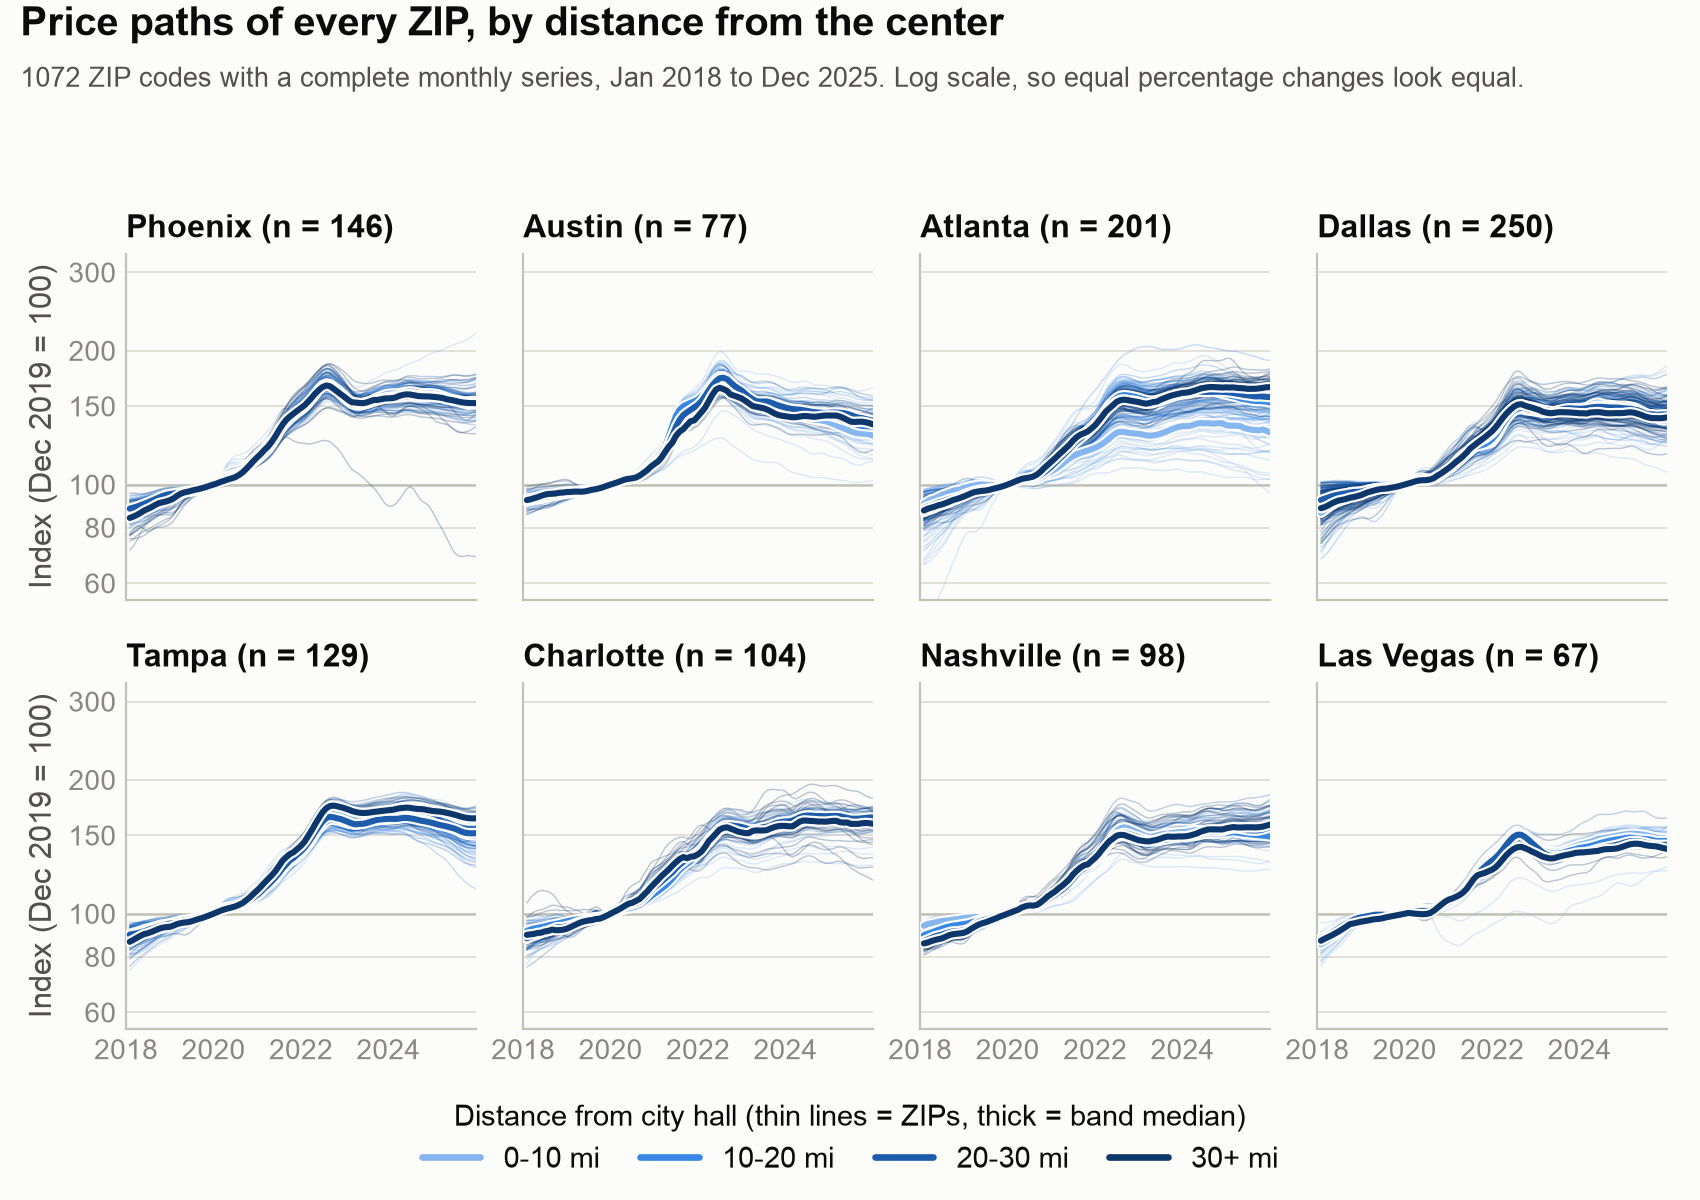 Price paths of every ZIP, by distance from the center
1072 ZIP codes with a complete monthly series, Jan 2018 to Dec 2025. Log scale, so equal percentage changes look equal.
Phoenix (n = 146)
Austin (n = 77)
Atlanta (n = 201)
Dallas (n = 250)
Index (Dec 2019 = 100)
300
200
150
100
80
60
Tampa (n = 129)
Charlotte (n = 104)
Nashville (n = 98)
Las Vegas (n = 67)
Index (Dec 2019 = 100)
300
200
150
100
80
60
2018 2020 2022 2024
2018 2020 2022 2024
2018 2020 2022 2024
2018 2020 2022 2024
Distance from city hall (thin lines = ZIPs, thick = band median)
0-10 mi 10-20 mi 20-30 mi 30+ mi